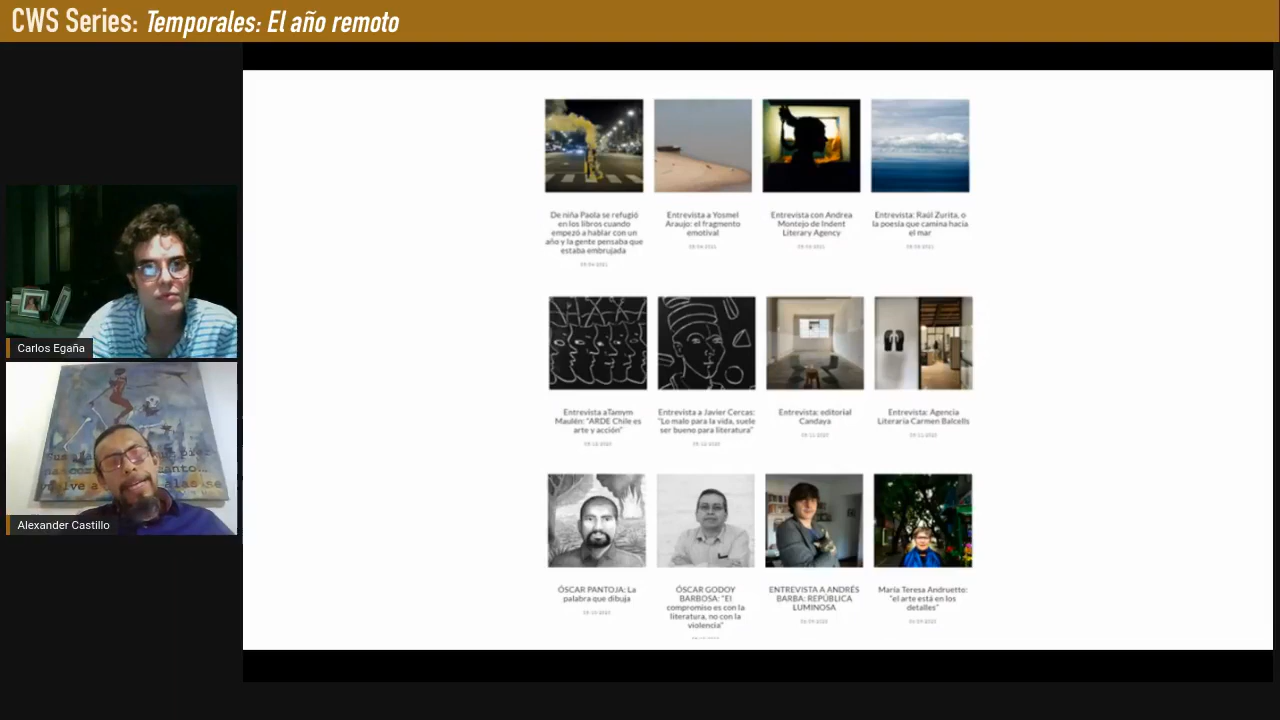 CWS Series: Temporales: El año remoto
De niña Paola se refugió
en los libros cuando
empezó a hablar con un
año y la gente pensaba que
estaba embrujada
Entrevista a Yosmel
Araujo: el fragmento
emotival
Entrevista con Andrea
Montejo de Indent
Literary Agency
Entrevista: Raúl Zurita, o
la poesía que camina hacia
el mar
Entrevista aTamym
Maulén: "ARDE Chile es
arte y acción"
Entrevista a Javier Cercas:
"Lo malo para la vida, suele
ser bueno para literatura"
Entrevista: editorial
Candaya
Entrevista: Agencia
Literaria Carmen Balcells
ÓSCAR PANTOJA: La
palabra que dibuja
ÓSCAR GODOY
BARBOSA: "El
compromiso es con la
literatura, no con la
violencia"
ENTREVISTA A ANDRÉS
BARBA: REPÚBLICA
LUMINOSA
María Teresa Andruetto:
"el arte está en los
detalles"
Carlos Egaña
Alexander Castillo